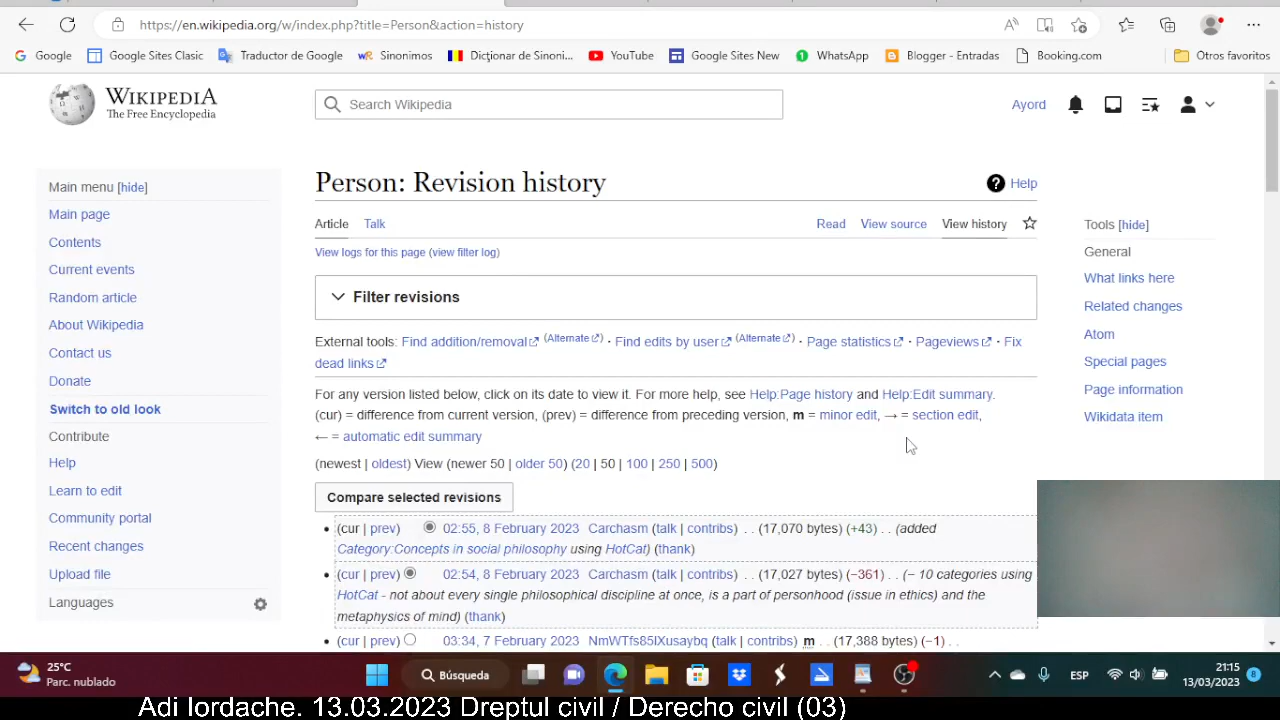 https://en.wikipedia.org/w/index.php?title=Person&action=history
Google Google Sites Clasic Traductor de Google Sinonimos Dicționar de Sinoni... YouTube Google Sites New WhatsApp Blogger - Entradas Booking.com Otros favoritos
WIKIPEDIA
The Free Encyclopedia
Search Wikipedia
Ayord
Person: Revision history
Help
Article Talk
Read View source View history
View logs for this page (view filter log)
Filter revisions
External tools: Find addition/removal (Alternate) · Find edits by user (Alternate) · Page statistics · Pageviews · Fix
dead links
For any version listed below, click on its date to view it. For more help, see Help:Page history and Help:Edit summary.
(cur) = difference from current version, (prev) = difference from preceding version, m = minor edit, → = section edit,
← = automatic edit summary
(newest | oldest) View (newer 50 | older 50) (20 | 50 | 100 | 250 | 500)
Compare selected revisions
(cur | prev) 02:55, 8 February 2023 Carchasm (talk | contribs) . . (17,070 bytes) (+43) . . (added
Category:Concepts in social philosophy using HotCat) (thank)
(cur | prev) 02:54, 8 February 2023 Carchasm (talk | contribs) . . (17,027 bytes) (−361) . . (− 10 categories using
HotCat - not about every single philosophical discipline at once, is a part of personhood (issue in ethics) and the
metaphysics of mind) (thank)
(cur | prev) 03:34, 7 February 2023 NmWTfs85lXusaybq (talk | contribs) m . . (17,388 bytes) (−1) . .
Main menu [hide]
Main page
Contents
Current events
Random article
About Wikipedia
Contact us
Donate
Switch to old look
Contribute
Help
Learn to edit
Community portal
Recent changes
Upload file
Languages
Tools [hide]
General
What links here
Related changes
Atom
Special pages
Page information
Wikidata item
25°C
Parc. nublado
Búsqueda
ESP
21:15
13/03/2023
8
Adi Iordache. 13.03.2023 Dreptul civil / Derecho civil (03)